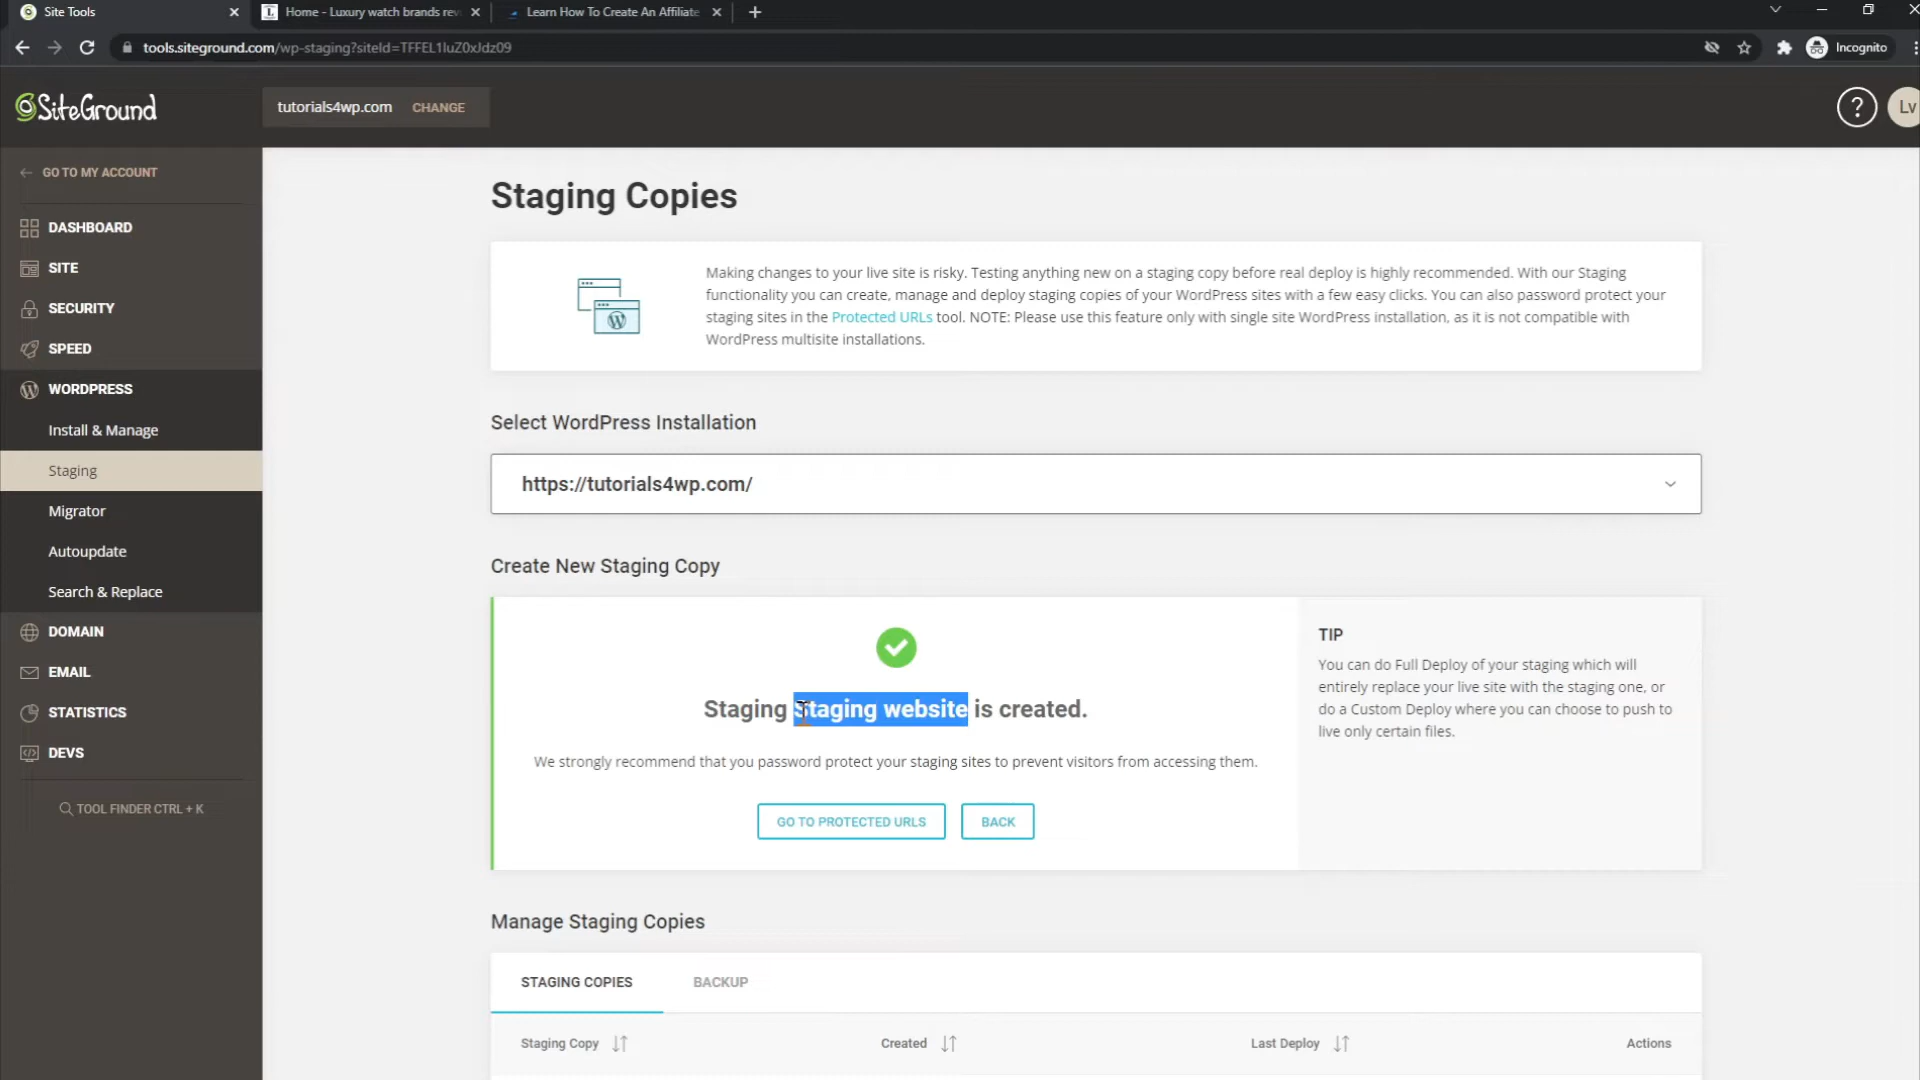 Site Tools
Home - Luxury watch brands rev
Learn How To Create An Affiliate
tools.siteground.com/wp-staging?siteId=TFFEL1luZ0xJdz09
Incognito
SiteGround
tutorials4wp.com CHANGE
?
Lv
GO TO MY ACCOUNT
DASHBOARD
SITE
SECURITY
SPEED
WORDPRESS
Install & Manage
Staging
Migrator
Autoupdate
Search & Replace
DOMAIN
EMAIL
STATISTICS
DEVS
TOOL FINDER CTRL + K
Staging Copies
Making changes to your live site is risky. Testing anything new on a staging copy before real deploy is highly recommended. With our Staging
functionality you can create, manage and deploy staging copies of your WordPress sites with a few easy clicks. You can also password protect your
staging sites in the Protected URLs tool. NOTE: Please use this feature only with single site WordPress installation, as it is not compatible with
WordPress multisite installations.
Select WordPress Installation
https://tutorials4wp.com/
Create New Staging Copy
Staging Staging website is created.
We strongly recommend that you password protect your staging sites to prevent visitors from accessing them.
GO TO PROTECTED URLS
BACK
TIP
You can do Full Deploy of your staging which will
entirely replace your live site with the staging one, or
do a Custom Deploy where you can choose to push to
live only certain files.
Manage Staging Copies
STAGING COPIES
BACKUP
Staging Copy
Created
Last Deploy
Actions